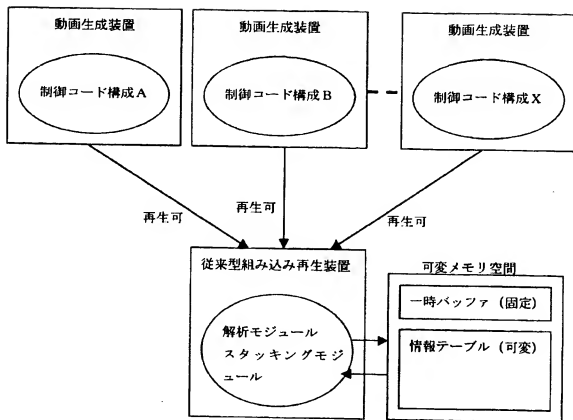 動画生成装置
動画生成装置
動画生成装置
制御コード構成A
制御コード構成B
制御コード構成X
再生可
再生可
再生可
従来型組み込み再生装置
可変メモリ空間
一時バッファ(固定)
解析モジュール
スタッキングモジ
ュール
情報テーブル(可変)